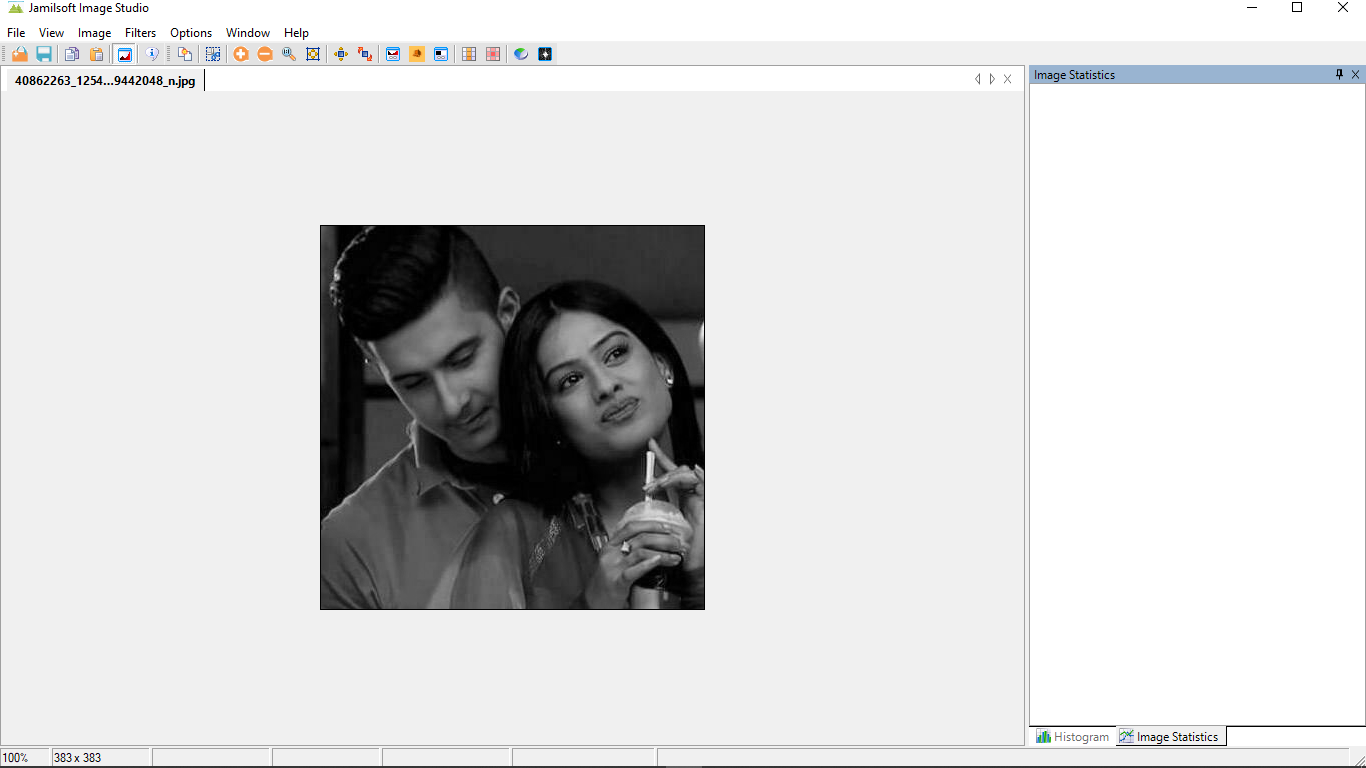 Jamilsoft Image Studio
File View Image Filters Options Window Help
40862263_1254...9442048_n.jpg
Image Statistics
Histogram Image Statistics
100% 383 x 383